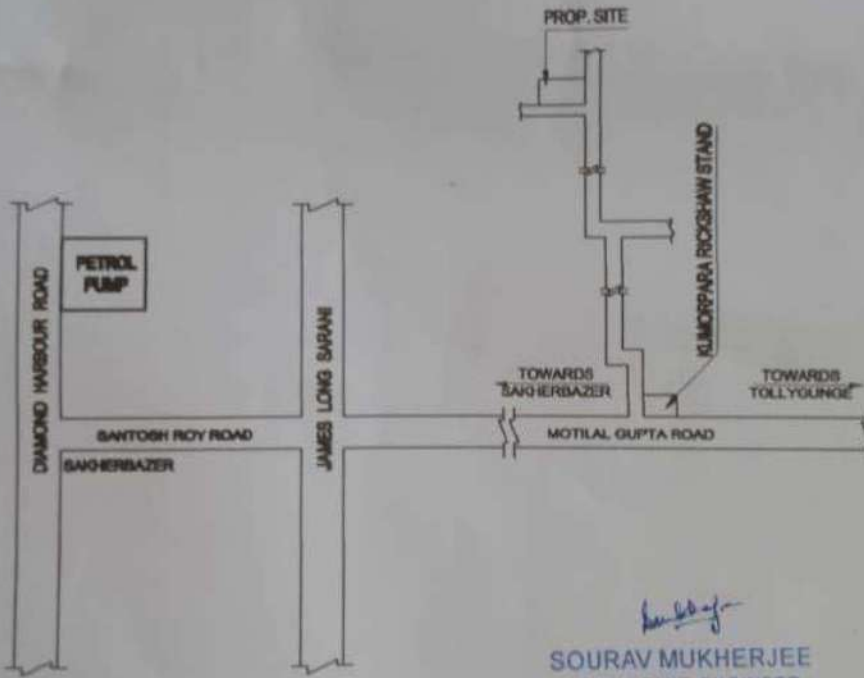 PROP. SITE
KUMORPARA RICKSHAW STAND
DIAMOND HARBOUR ROAD
PETROL
PUMP
JAMES LONG SARANI
TOWARDS
SAKHERBAZER
TOWARDS
TOLLYGUNGE
SANTOSH ROY ROAD
MOTILAL GUPTA ROAD
SAKHERBAZER
SOURAV MUKHERJEE